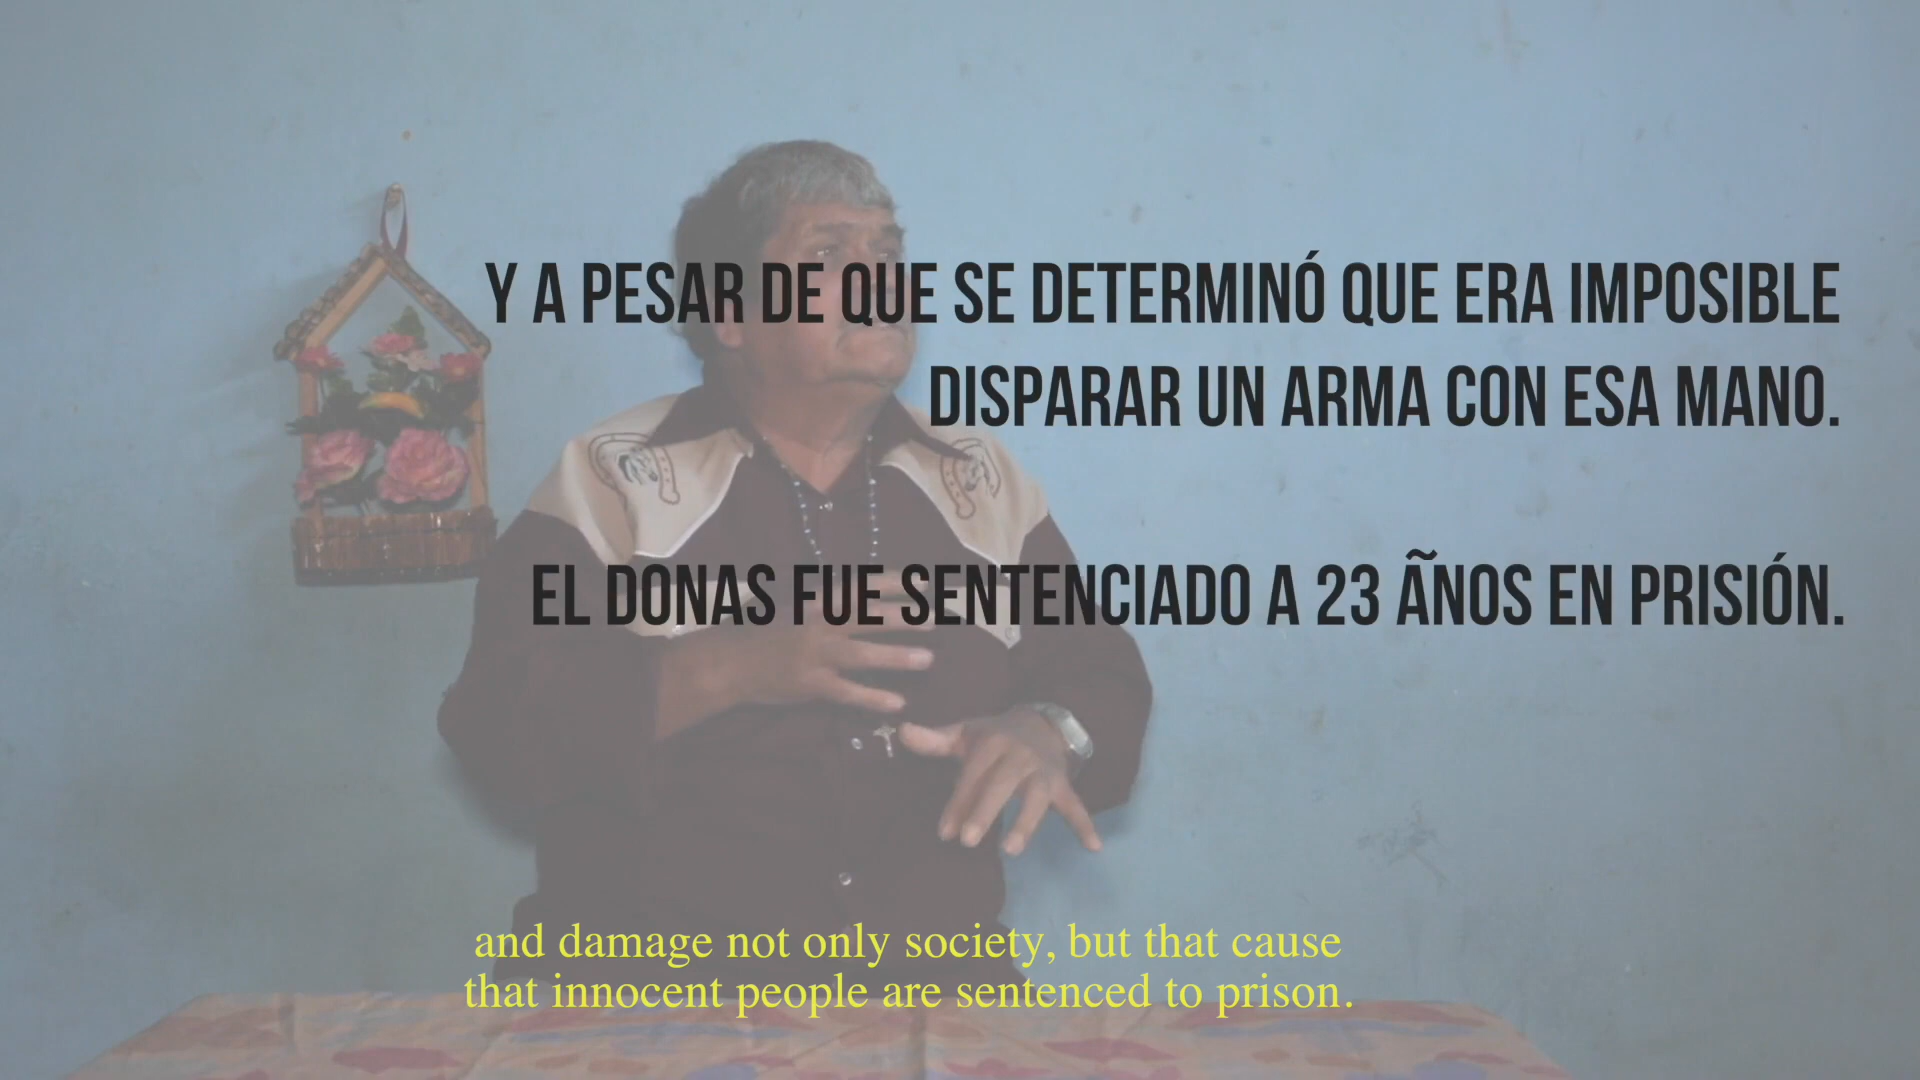 Y A PESAR DE QUE SE DETERMINÓ QUE ERA IMPOSIBLE
DISPARAR UN ARMA CON ESA MANO.
EL DONAS FUE SENTENCIADO A 23 ÃNOS EN PRISIÓN.
and damage not only society, but that cause
that innocent people are sentenced to prison.